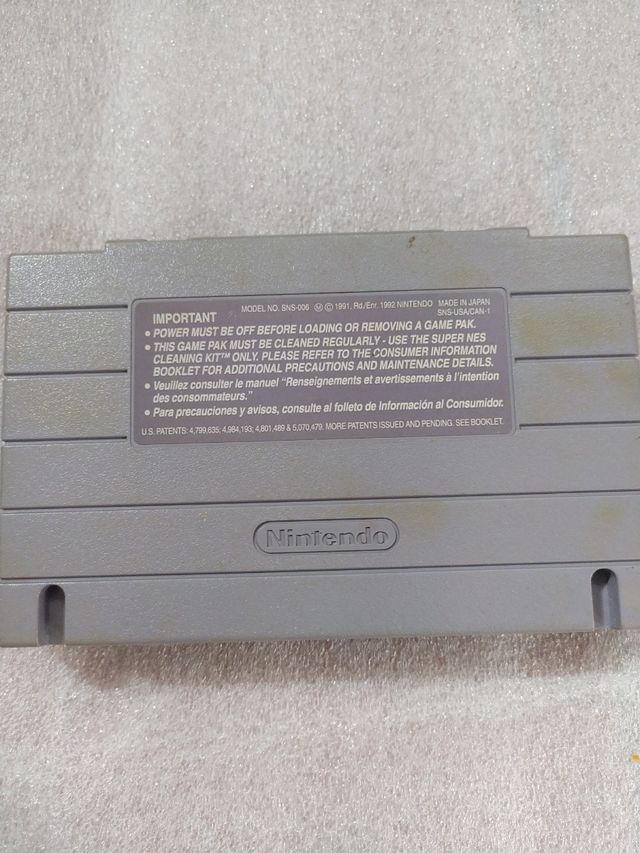 IMPORTANT MODEL NO. SNS-006 Ⓜ © 1991, Rd./Enr. 1992 NINTENDO MADE IN JAPAN
SNS-USA/CAN-1
• POWER MUST BE OFF BEFORE LOADING OR REMOVING A GAME PAK.
• THIS GAME PAK MUST BE CLEANED REGULARLY - USE THE SUPER NES
CLEANING KIT™ ONLY. PLEASE REFER TO THE CONSUMER INFORMATION
BOOKLET FOR ADDITIONAL PRECAUTIONS AND MAINTENANCE DETAILS.
• Veuillez consulter le manuel "Renseignements et avertissements à l'intention
des consommateurs."
• Para precauciones y avisos, consulte al folleto de Información al Consumidor.
U.S. PATENTS: 4,799,635; 4,984,193; 4,801,489 & 5,070,479. MORE PATENTS ISSUED AND PENDING. SEE BOOKLET.
Nintendo